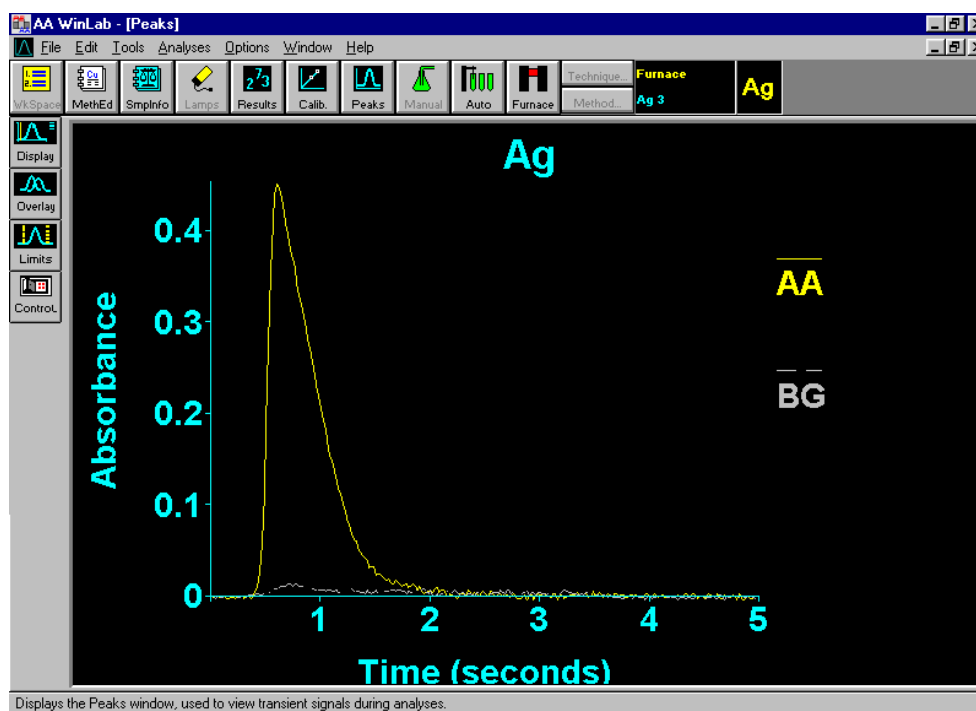 AA WinLab - [Peaks]
File Edit Tools Analyses Options Window Help
WkSpace MethEd SmpInfo Lamps Results Calib. Peaks Manual Auto Furnace
Technique...
Method...
Furnace
Ag 3
Ag
Display
Overlay
Limits
Control
Ag
Absorbance
0.4
0.3
0.2
0.1
0
1 2 3 4 5
Time (seconds)
AA
BG
Displays the Peaks window, used to view transient signals during analyses.